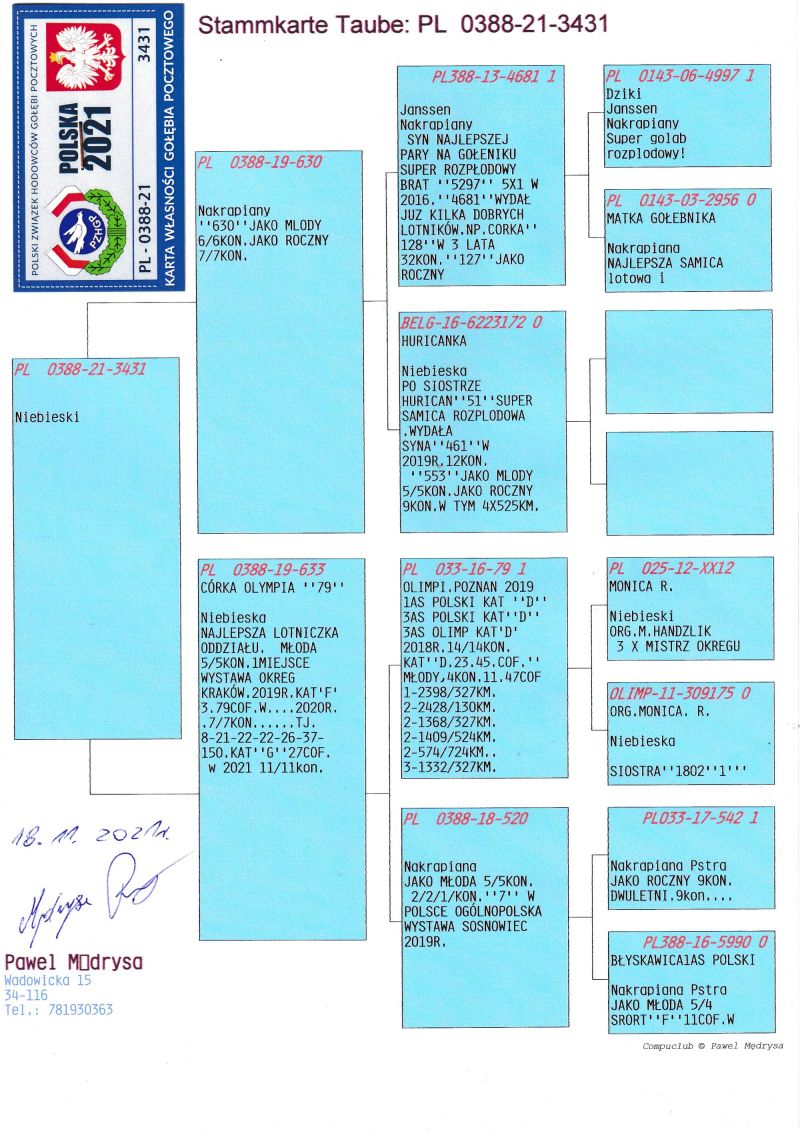 Stammkarte Taube: PL 0388-21-3431
POLSKI ZWIĄZEK HODOWCÓW GOŁĘBI POCZTOWYCH
POLSKA
2021
3431
PZHGP
PL - 0388-21
KARTA WŁASNOŚCI GOŁĘBIA POCZTOWEGO
PL 0388-21-3431
Niebieski
PL 0388-19-630
Nakrapiany
''630''JAKO MLODY
6/6KON.JAKO ROCZNY
7/7KON.
PL 0388-19-633
CÓRKA OLYMPIA ''79''
Niebieska
NAJLEPSZA LOTNICZKA
ODDZIAŁU. MŁODA
5/5KON.1MIEJSCE
WYSTAWA OKREG
KRAKÓW.2019R.KAT'F'
3.79COF.W....2020R.
.7/7KON......TJ.
8-21-22-22-26-37-
150.KAT''G''27COF.
w 2021 11/11kon.
PL388-13-4681 1
Janssen
Nakrapiany
SYN NAJLEPSZEJ
PARY NA GOŁENIKU
SUPER ROZPŁODOWY
BRAT ''5297'' 5X1 W
2016.''4681''WYDAŁ
JUZ KILKA DOBRYCH
LOTNIKÓW.NP.CORKA''
128''W 3 LATA
32KON.''127''JAKO
ROCZNY
BELG-16-6223172 0
HURICANKA
Niebieska
PO SIOSTRZE
HURICAN''51''SUPER
SAMICA ROZPLODOWA
.WYDAŁA
SYNA''461''W
2019R.12KON.
''553''JAKO MLODY
5/5KON.JAKO ROCZNY
9KON.W TYM 4X525KM.
PL 033-16-79 1
OLIMPI.POZNAN 2019
1AS POLSKI KAT ''D''
3AS POLSKI KAT''D''
3AS OLIMP KAT'D'
2018R.14/14KON.
KAT''D.23.45.COF.''
MŁODY,4KON.11.47COF
1-2398/327KM.
2-2428/130KM.
2-1368/327KM.
2-1409/524KM.
2-574/724KM..
3-1332/327KM.
PL 0388-18-520
Nakrapiana
JAKO MŁODA 5/5KON.
2/2/1/KON.''7'' W
POLSCE OGÓLNOPOLSKA
WYSTAWA SOSNOWIEC
2019R.
PL 0143-06-4997 1
Dziki
Janssen
Nakrapiany
Super golab
rozplodowy!
PL 0143-03-2956 0
MATKA GOŁEBNIKA
Nakrapiana
NAJLEPSZA SAMICA
lotowa i
PL 025-12-XX12
MONICA R.
Niebieski
ORG.M.HANDZLIK
3 X MISTRZ OKREGU
OLIMP-11-309175 0
ORG.MONICA. R.
Niebieska
SIOSTRA''1802''1'''
PL033-17-542 1
Nakrapiana Pstra
JAKO ROCZNY 9KON.
DWULETNI.9kon....
PL388-16-5990 0
BŁYSKAWICA1AS POLSKI
Nakrapiana Pstra
JAKO MŁODA 5/4
SRORT''F''11COF.W
18.11.2021r.
Pawel M□drysa
Wadowicka 15
34-116
Tel.: 781930363
Compuclub © Pawel Mędrysa